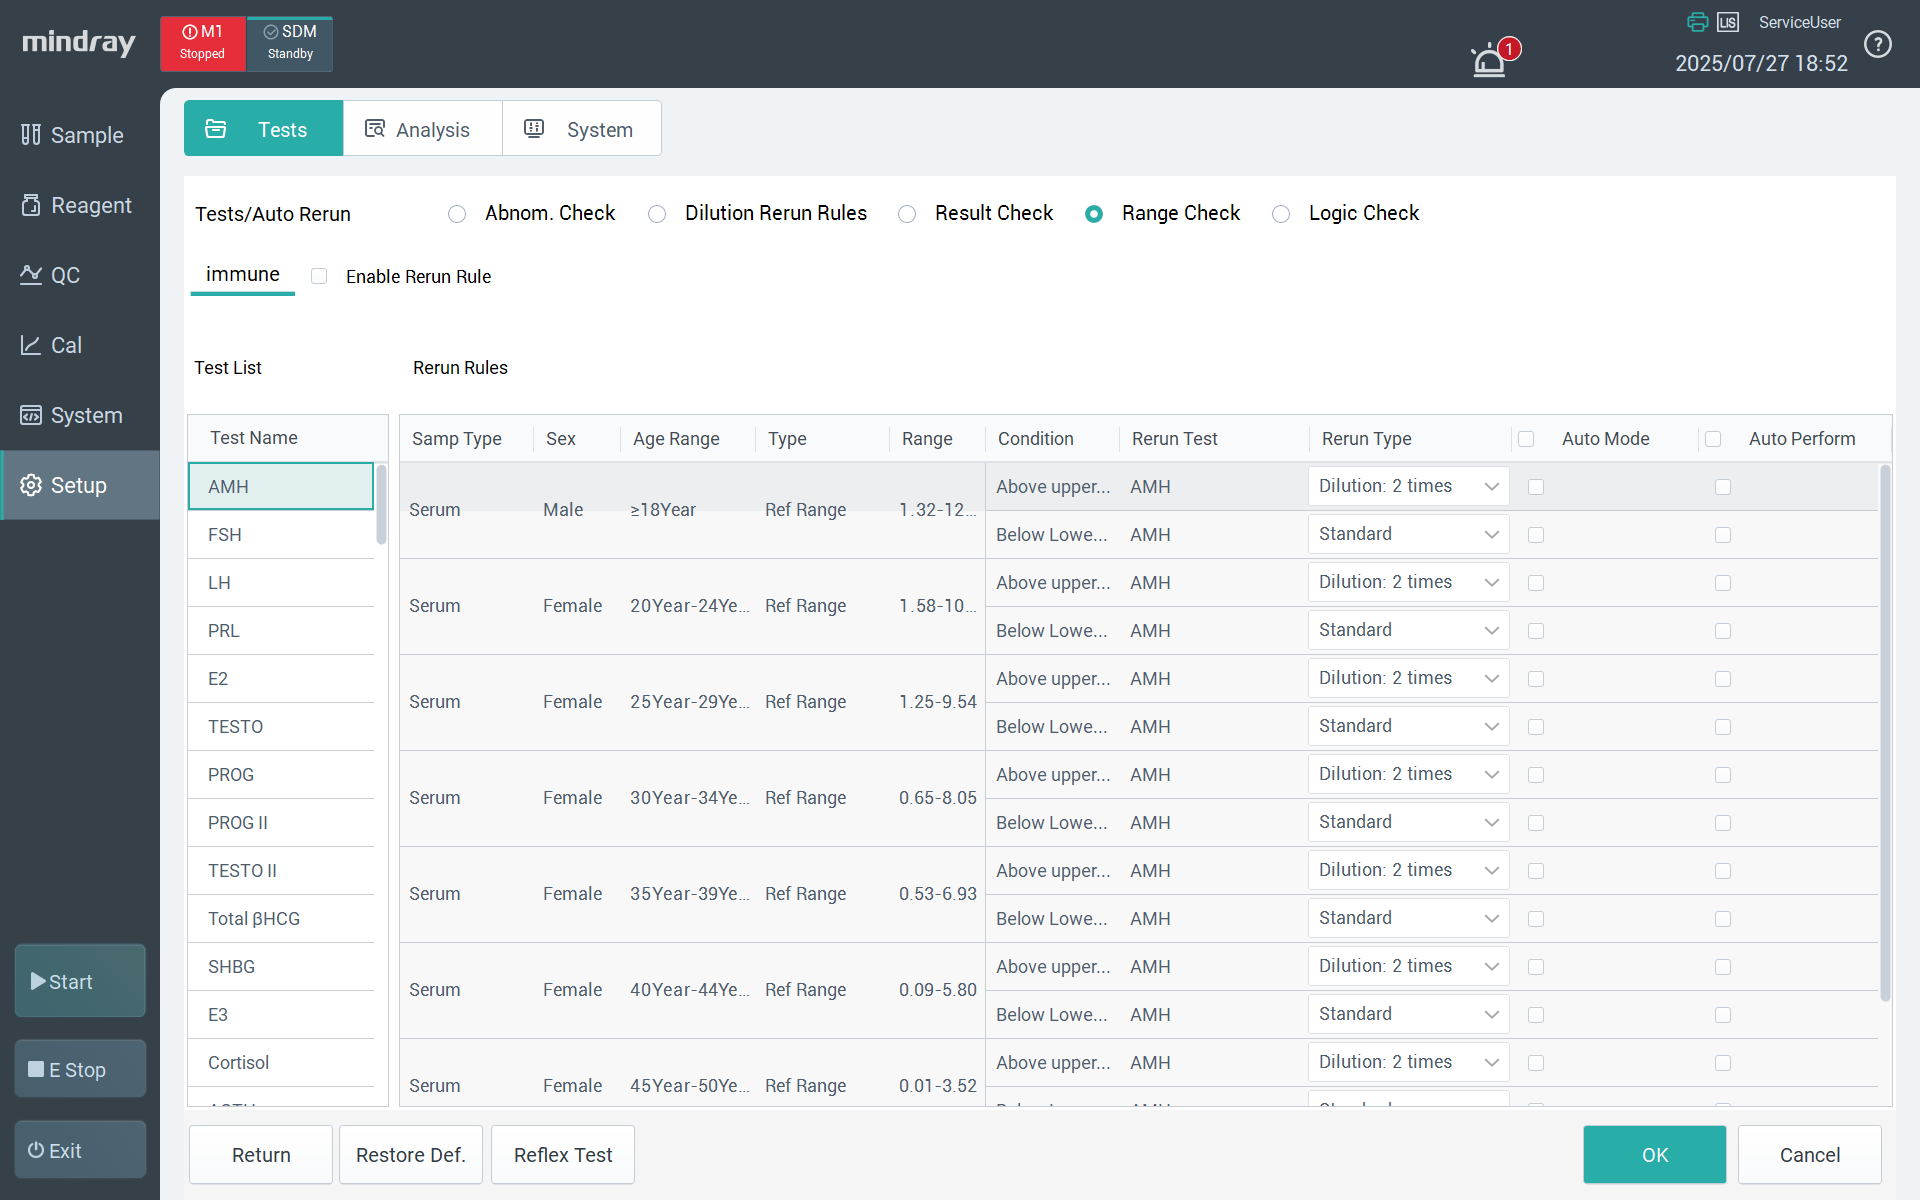 mindray
M1
Stopped
SDM
Standby
1
LIS
ServiceUser
2025/07/27 18:52
?
Sample
Reagent
QC
Cal
System
Setup
Start
E Stop
Exit
Tests
Analysis
System
Tests/Auto Rerun
Abnom. Check
Dilution Rerun Rules
Result Check
Range Check
Logic Check
immune
Enable Rerun Rule
Test List
Rerun Rules
Test Name
AMH
FSH
LH
PRL
E2
TESTO
PROG
PROG II
TESTO II
Total βHCG
SHBG
E3
Cortisol
Samp Type Sex Age Range Type Range Condition Rerun Test Rerun Type Auto Mode Auto Perform
Serum Male ≥18Year Ref Range 1.32-12...
Above upper... AMH Dilution: 2 times
Below Lowe... AMH Standard
Serum Female 20Year-24Ye... Ref Range 1.58-10...
Above upper... AMH Dilution: 2 times
Below Lowe... AMH Standard
Serum Female 25Year-29Ye... Ref Range 1.25-9.54
Above upper... AMH Dilution: 2 times
Below Lowe... AMH Standard
Serum Female 30Year-34Ye... Ref Range 0.65-8.05
Above upper... AMH Dilution: 2 times
Below Lowe... AMH Standard
Serum Female 35Year-39Ye... Ref Range 0.53-6.93
Above upper... AMH Dilution: 2 times
Below Lowe... AMH Standard
Serum Female 40Year-44Ye... Ref Range 0.09-5.80
Above upper... AMH Dilution: 2 times
Below Lowe... AMH Standard
Serum Female 45Year-50Ye... Ref Range 0.01-3.52
Above upper... AMH Dilution: 2 times
Return
Restore Def.
Reflex Test
OK
Cancel